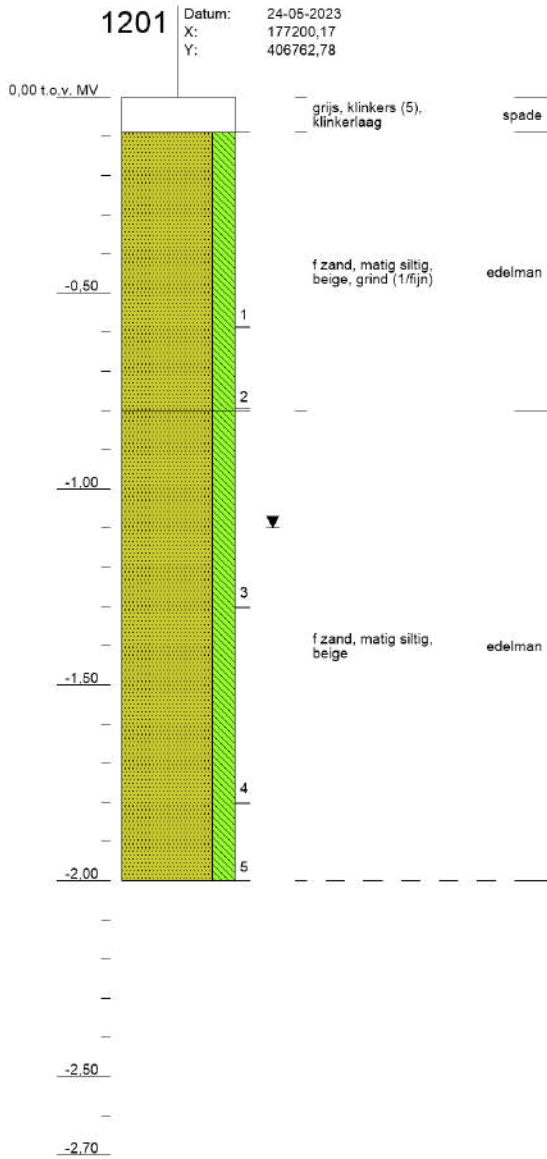 1201
Datum: 24-05-2023
X: 177200,17
Y: 406762,78
0,00 t.o.v. MV
grijs, klinkers (5), spade
klinkerlaag
f zand, matig siltig, edelman
beige, grind (1/fijn)
-0,50
1
2
-1,00
3
f zand, matig siltig, edelman
beige
-1,50
4
5
-2,00
-2,50
-2,70